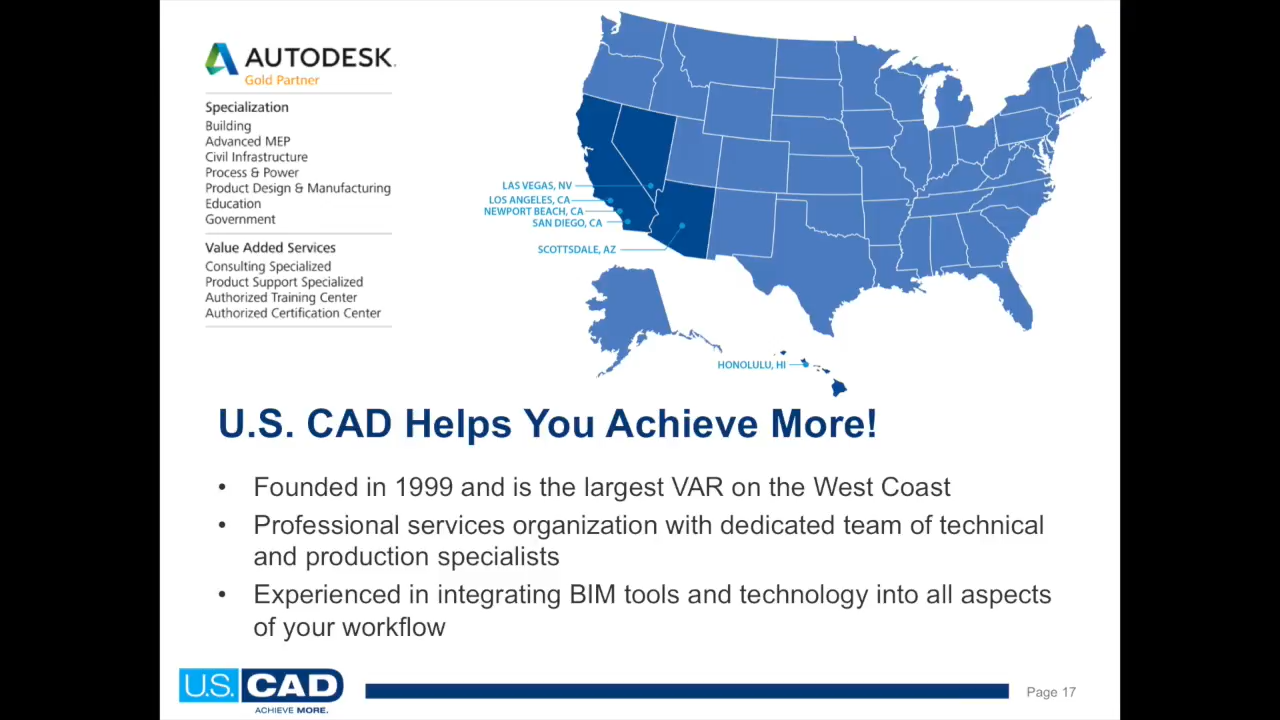 AUTODESK.
Gold Partner
Specialization
Building
Advanced MEP
Civil Infrastructure
Process & Power
Product Design & Manufacturing
Education
Government
Value Added Services
Consulting Specialized
Product Support Specialized
Authorized Training Center
Authorized Certification Center
LAS VEGAS, NV
LOS ANGELES, CA
NEWPORT BEACH, CA
SAN DIEGO, CA
SCOTTSDALE, AZ
HONOLULU, HI
U.S. CAD Helps You Achieve More!
• Founded in 1999 and is the largest VAR on the West Coast
• Professional services organization with dedicated team of technical
and production specialists
• Experienced in integrating BIM tools and technology into all aspects
of your workflow
U.S. CAD
ACHIEVE MORE.
Page 17